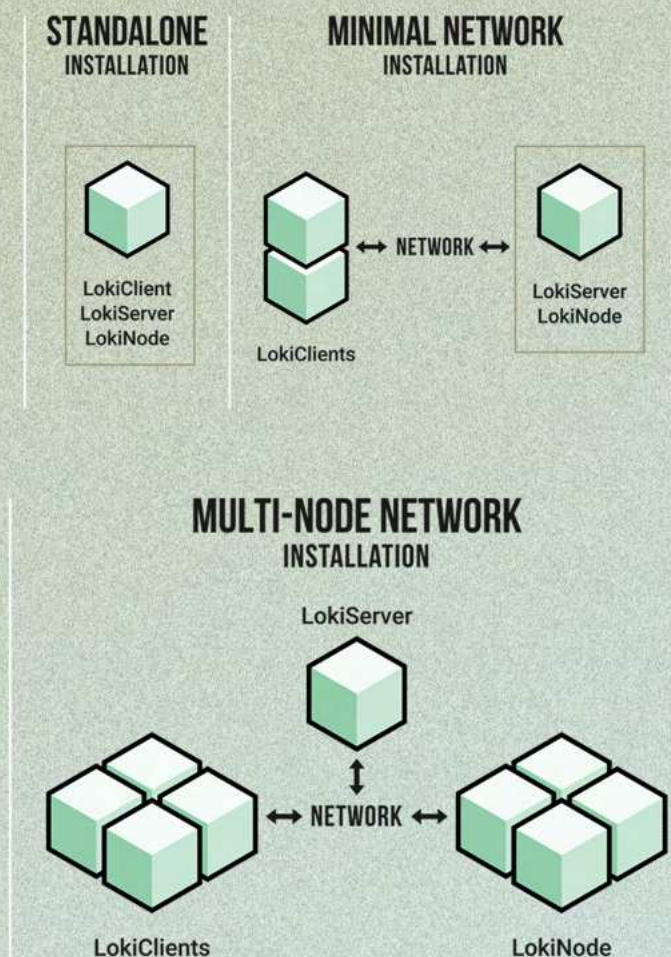 STANDALONE
INSTALLATION
LokiClient
LokiServer
LokiNode
MINIMAL NETWORK
INSTALLATION
LokiClients
NETWORK
LokiServer
LokiNode
MULTI-NODE NETWORK
INSTALLATION
LokiServer
NETWORK
LokiClients
LokiNode